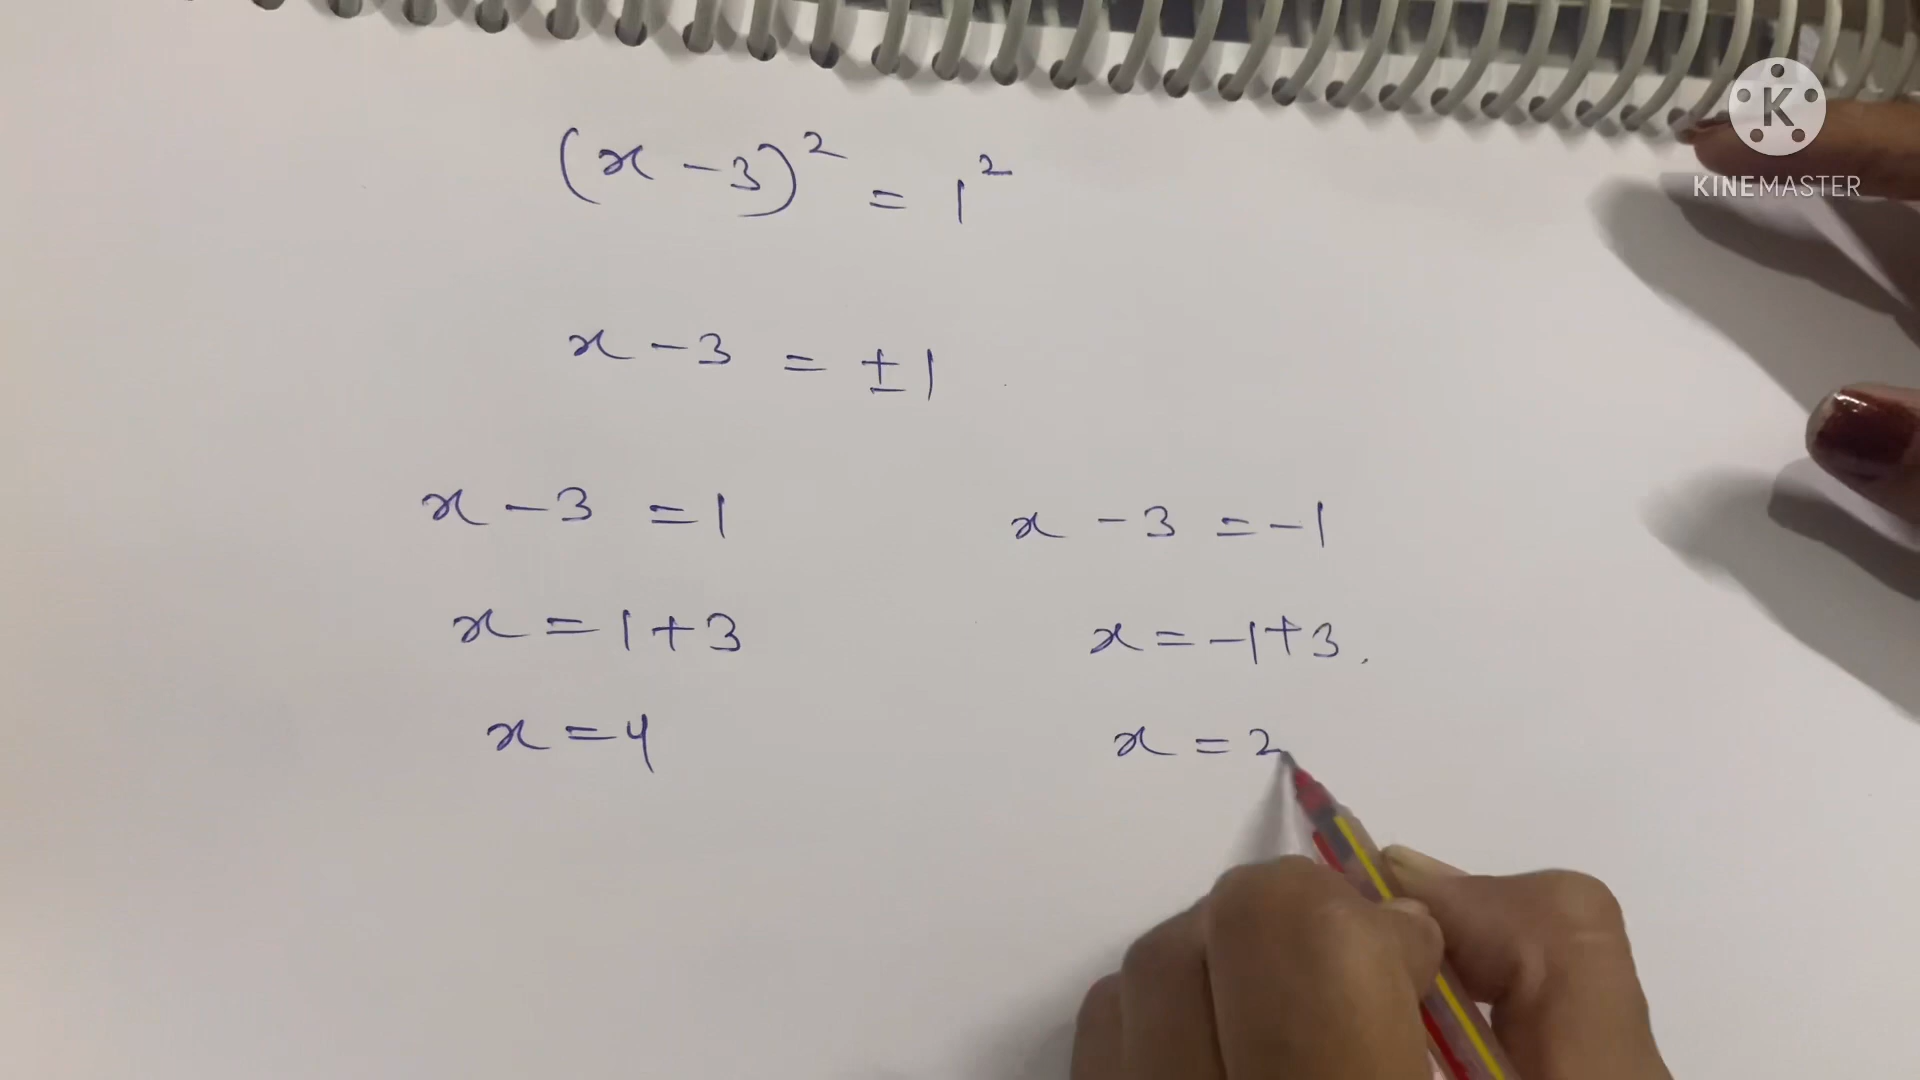 (x - 3)² = 1²
K
KINEMASTER
x - 3 = ±1
x - 3 = 1
x - 3 = -1
x = 1 + 3
x = -1 + 3.
x = 4
x = 2